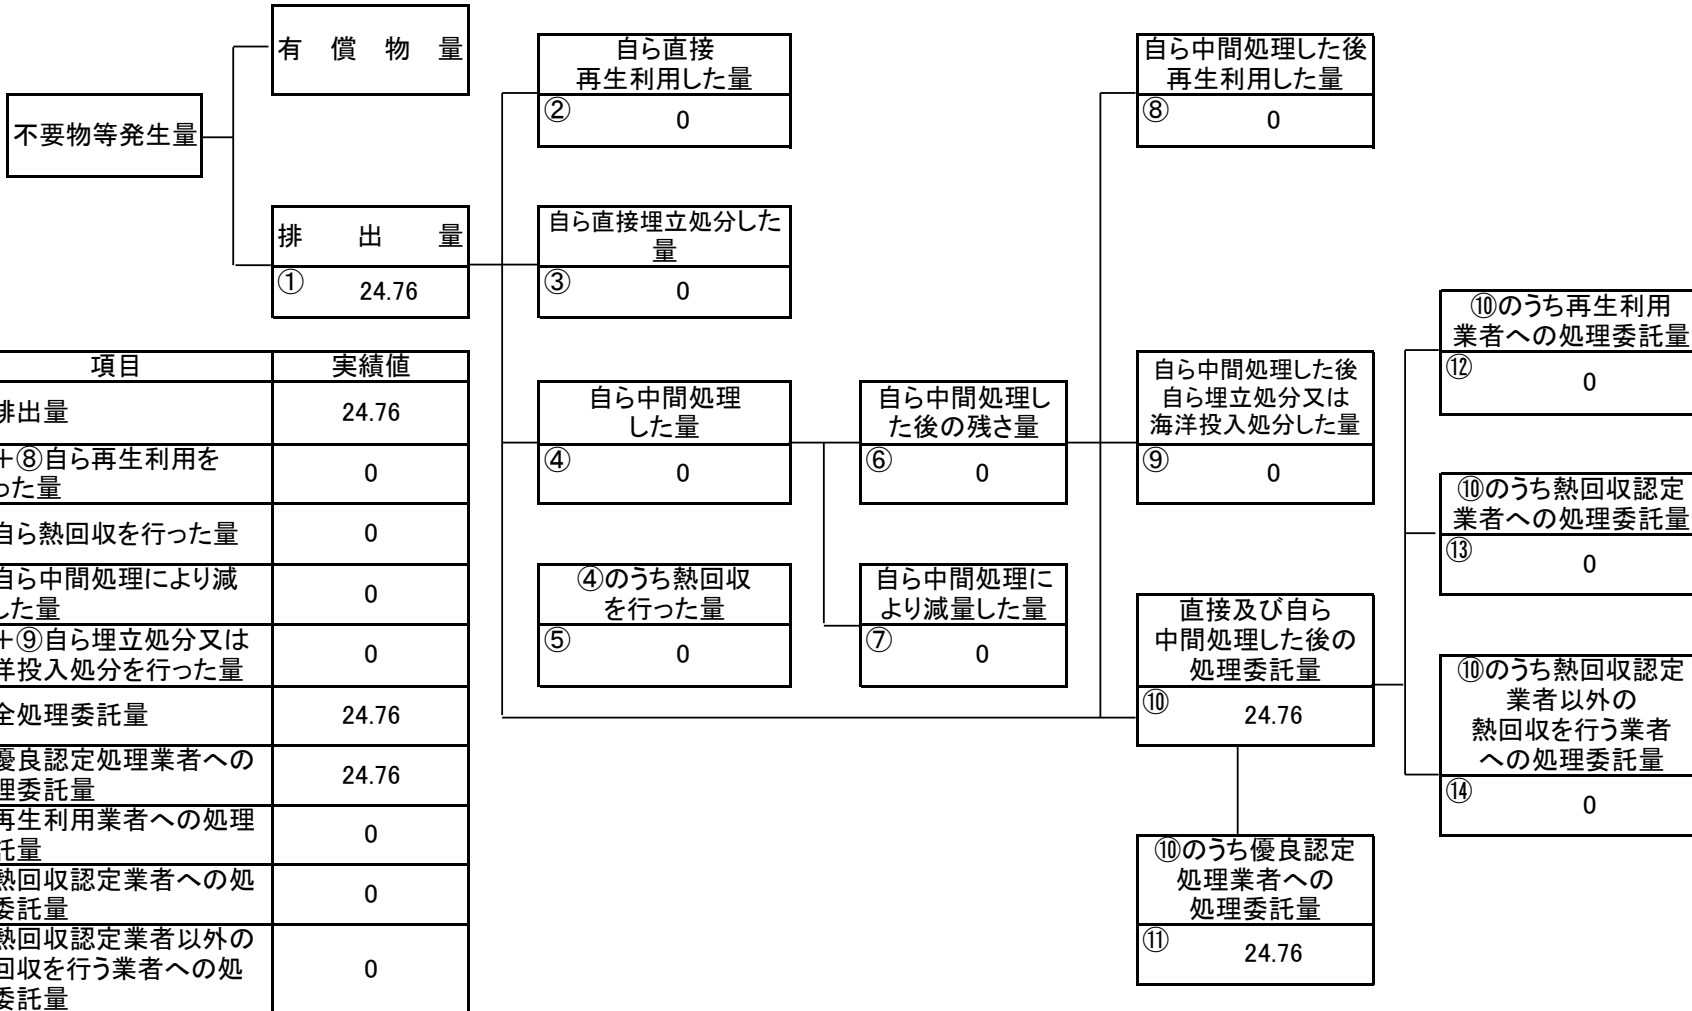 有償物量
不要物等発生量
排出量
①
24.76
自ら直接
再生利用した量
②
0
自ら直接埋立処分した
量
③
0
自ら中間処理
した量
④
0
④のうち熱回収
を行った量
⑤
0
自ら中間処理し
た後の残さ量
⑥
0
自ら中間処理に
より減量した量
⑦
0
自ら中間処理した後
再生利用した量
⑧
0
自ら中間処理した後
自ら埋立処分又は
海洋投入処分した量
⑨
0
直接及び自ら
中間処理した後の
処理委託量
⑩
24.76
⑩のうち優良認定
処理業者への
処理委託量
⑪
24.76
⑩のうち再生利用
業者への処理委託量
⑫
0
⑩のうち熱回収認定
業者への処理委託量
⑬
0
⑩のうち熱回収認定
業者以外の
熱回収を行う業者
への処理委託量
⑭
0
項目
実績値
排出量
24.76
＋⑧自ら再生利用を
った量
0
自ら熱回収を行った量
0
自ら中間処理により減
した量
0
＋⑨自ら埋立処分又は
洋投入処分を行った量
0
全処理委託量
24.76
優良認定処理業者への
理委託量
24.76
再生利用業者への処理
託量
0
熱回収認定業者への処
委託量
0
熱回収認定業者以外の
回収を行う業者への処
委託量
0